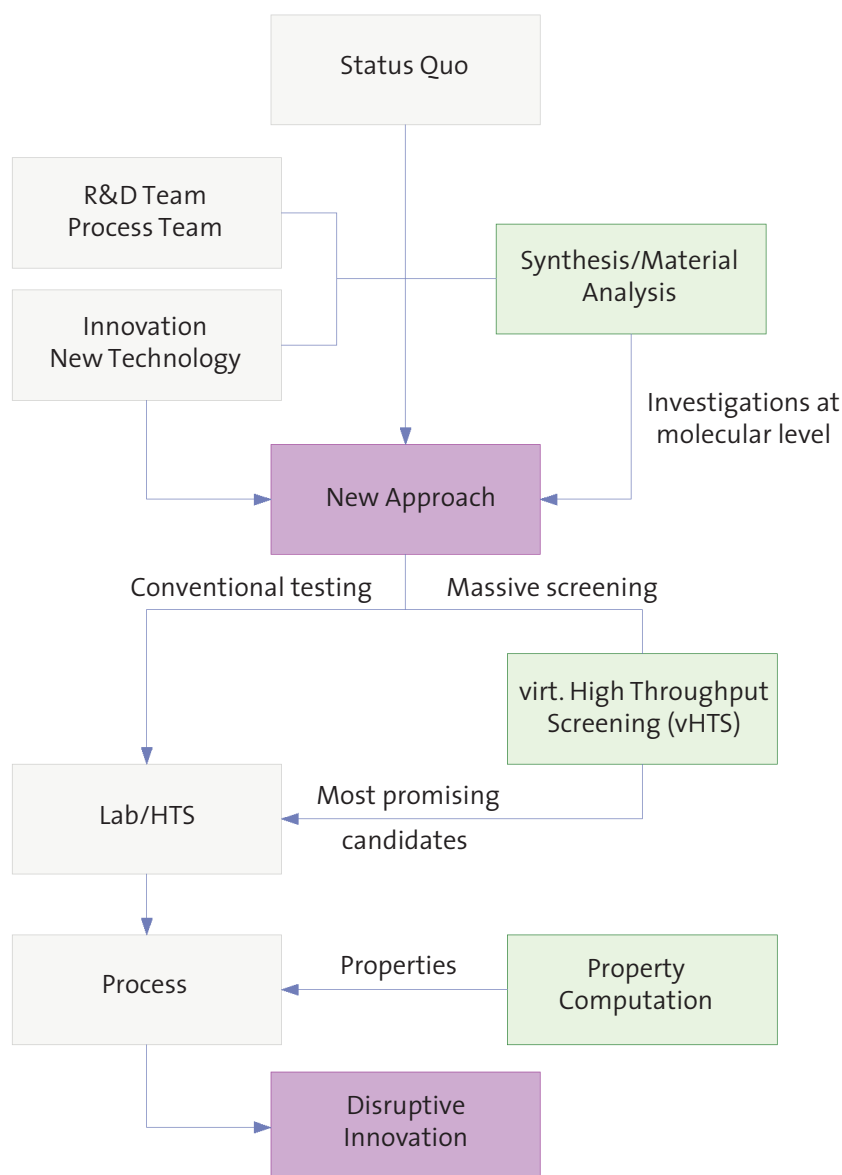 Status Quo
R&D Team
Process Team
Synthesis/Material
Analysis
Innovation
New Technology
Investigations at
molecular level
New Approach
Conventional testing
Massive screening
virt. High Throughput
Screening (vHTS)
Lab/HTS
Most promising
candidates
Process
Properties
Property
Computation
Disruptive
Innovation